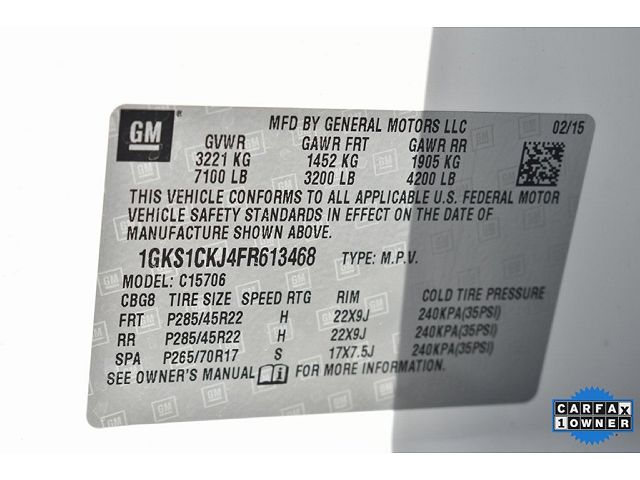 GM
MFD BY GENERAL MOTORS LLC 02/15
GVWR GAWR FRT GAWR RR
3221 KG 1452 KG 1905 KG
7100 LB 3200 LB 4200 LB
THIS VEHICLE CONFORMS TO ALL APPLICABLE U.S. FEDERAL MOTOR
VEHICLE SAFETY STANDARDS IN EFFECT ON THE DATE OF
MANUFACTURE SHOWN ABOVE.
1GKS1CKJ4FR613468 TYPE: M.P.V.
MODEL: C15706
CBG8 TIRE SIZE SPEED RTG RIM COLD TIRE PRESSURE
FRT P285/45R22 H 22X9J 240KPA(35PSI)
RR P285/45R22 H 22X9J 240KPA(35PSI)
SPA P265/70R17 S 17X7.5J 240KPA(35PSI)
SEE OWNER'S MANUAL FOR MORE INFORMATION.
CARFAX
1 OWNER